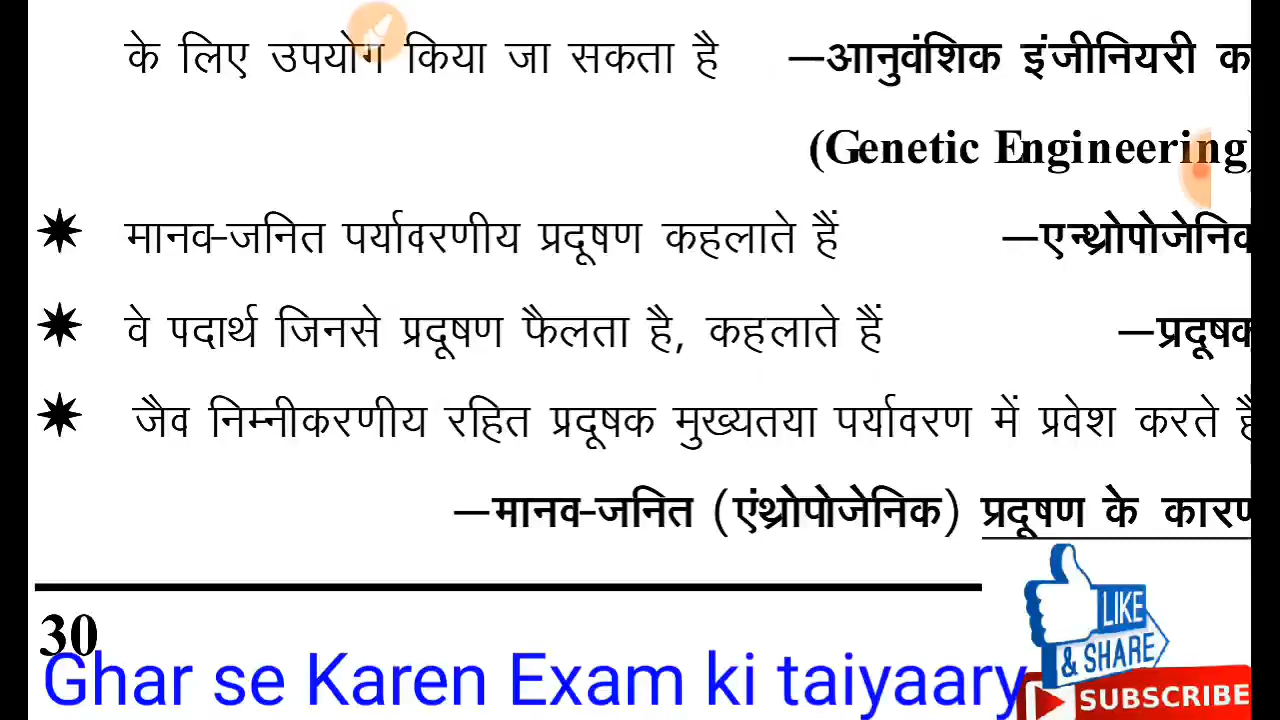 के लिए उपयोग किया जा सकता है —आनुवंशिक इंजीनियरी
(Genetic Engineering)
✷ मानव-जनित पर्यावरणीय प्रदूषण कहलाते हैं —एन्थ्रोपोजेनिक
✷ वे पदार्थ जिनसे प्रदूषण फैलता है, कहलाते हैं —प्रदूषक
✷ जैव निम्नीकरणीय रहित प्रदूषक मुख्यतया पर्यावरण में प्रवेश करते
—मानव-जनित (एंथ्रोपोजेनिक) प्रदूषण के कारण
30
Ghar se Karen Exam ki taiyaary
LIKE
& SHARE
SUBSCRIBE